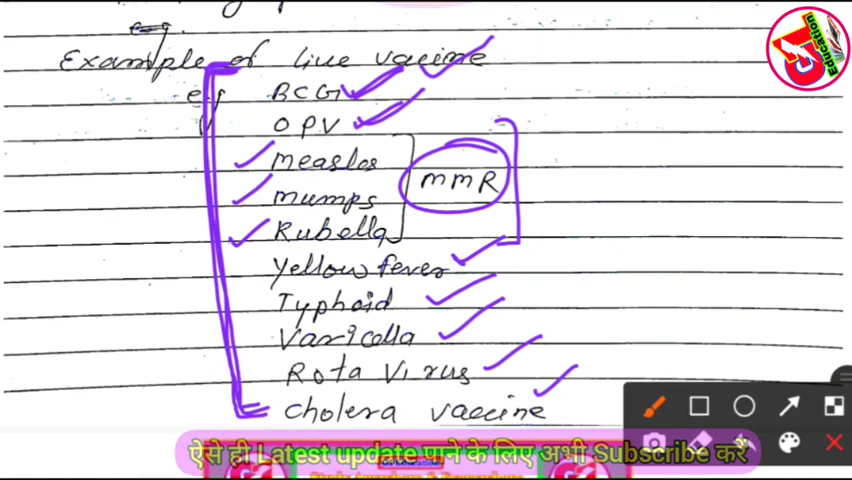 e.g.
Example of live vaccine
e.g BCG
OPV
Measles
mumps
Rubella
MMR
Yellow fever
Typhoid
Varicella
Rota Virus
Cholera vaccine
Education
ऐसे ही Latest update पाने के लिए अभी Subscribe करें